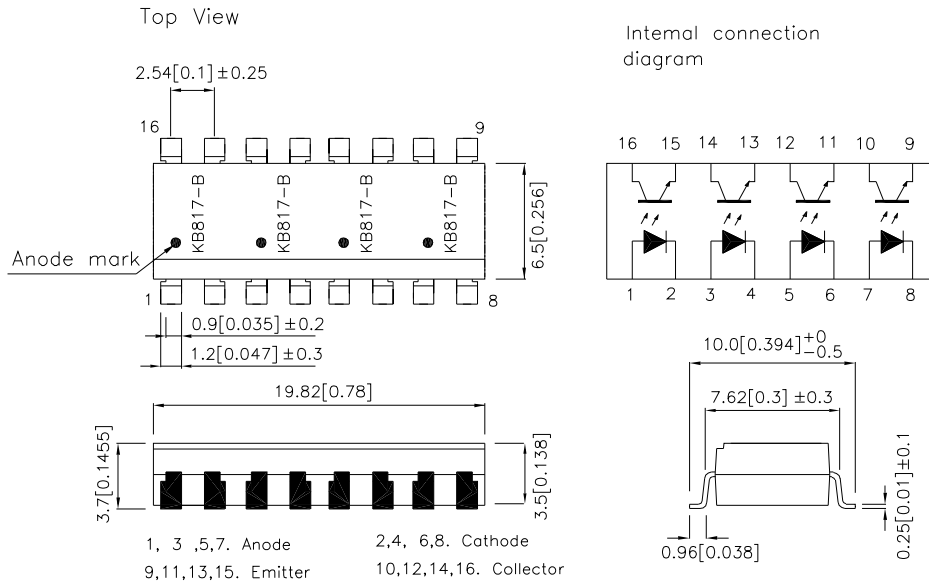 Top View
Internal connection
diagram
2.54[0.1]±0.25
16
9
KB817-B
KB817-B
KB817-B
KB817-B
6.5[0.256]
Anode mark
1
8
0.9[0.035]±0.2
1.2[0.047]±0.3
16 15 14 13 12 11 10 9
1 2 3 4 5 6 7 8
19.82[0.78]
3.7[0.1455]
3.5[0.138]
10.0[0.394]+0 −0.5
7.62[0.3]±0.3
0.25[0.01]±0.1
0.96[0.038]
1, 3 ,5,7. Anode
2,4, 6,8. Cathode
9,11,13,15. Emitter
10,12,14,16. Collector